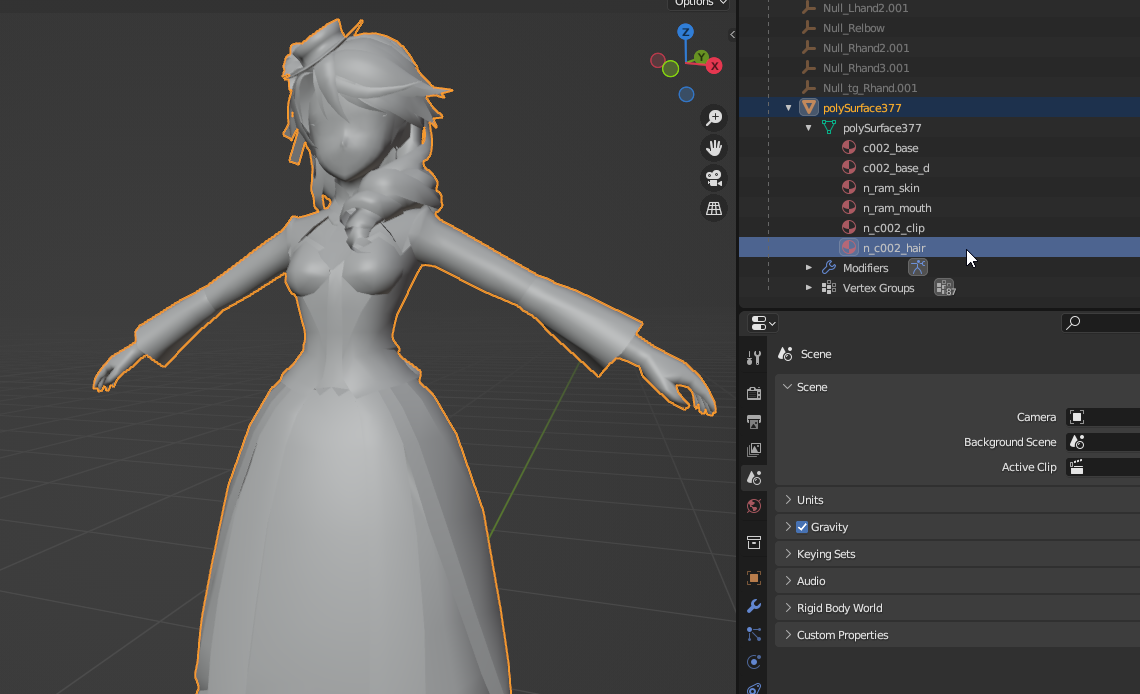 Options
Z
Y
X
Null_Lhand2.001
Null_Relbow
Null_Rhand2.001
Null_Rhand3.001
Null_tg_Rhand.001
polySurface377
polySurface377
c002_base
c002_base_d
n_ram_skin
n_ram_mouth
n_c002_clip
n_c002_hair
Modifiers
Vertex Groups
87
Scene
Scene
Camera
Background Scene
Active Clip
Units
Gravity
Keying Sets
Audio
Rigid Body World
Custom Properties